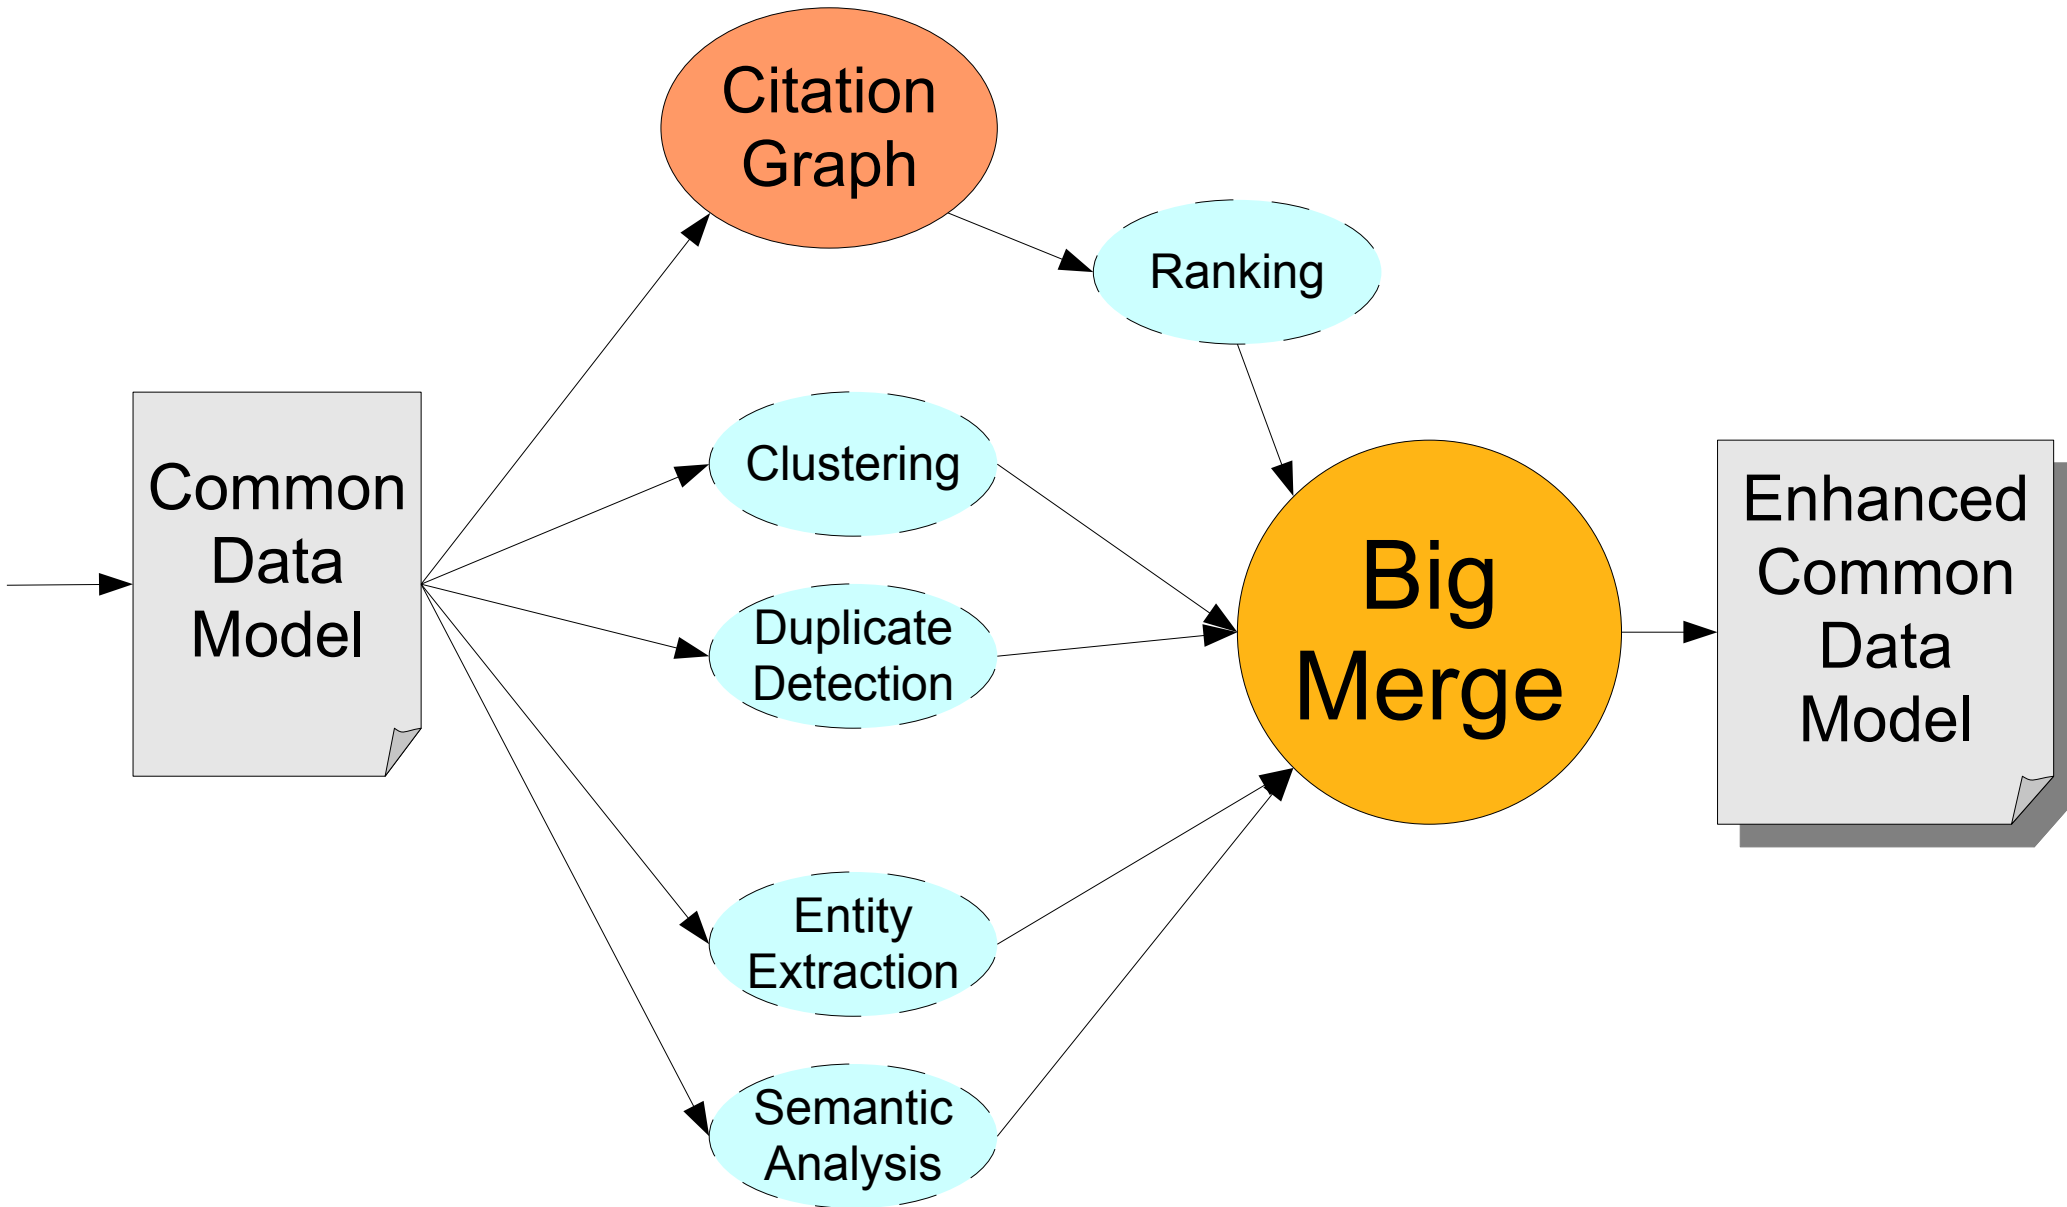 Citation
Graph
Ranking
Common
Data
Model
Clustering
Duplicate
Detection
Entity
Extraction
Semantic
Analysis
Big
Merge
Enhanced
Common
Data
Model